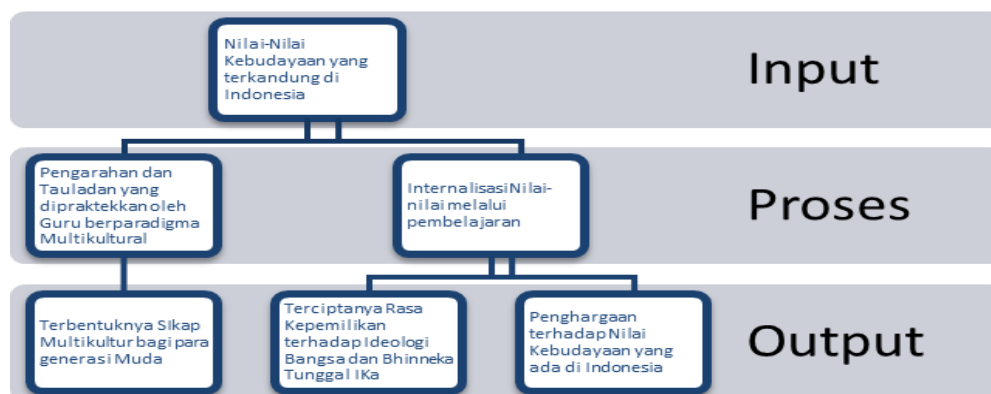 Nilai-Nilai
Kebudayaan yang
terkandung di
Indonesia
Input
Pengarahan dan
Tauladan yang
dipraktekkan oleh
Guru berparadigma
Multikultural
Internalisasi Nilai-
nilai melalui
pembelajaran
Proses
Terbentuknya SIkap
Multikultur bagi para
generasi Muda
Terciptanya Rasa
Kepemilikan
terhadap Ideologi
Bangsa dan Bhinneka
Tunggal IKa
Penghargaan
terhadap Nilai
Kebudayaan yang
ada di Indonesia
Output